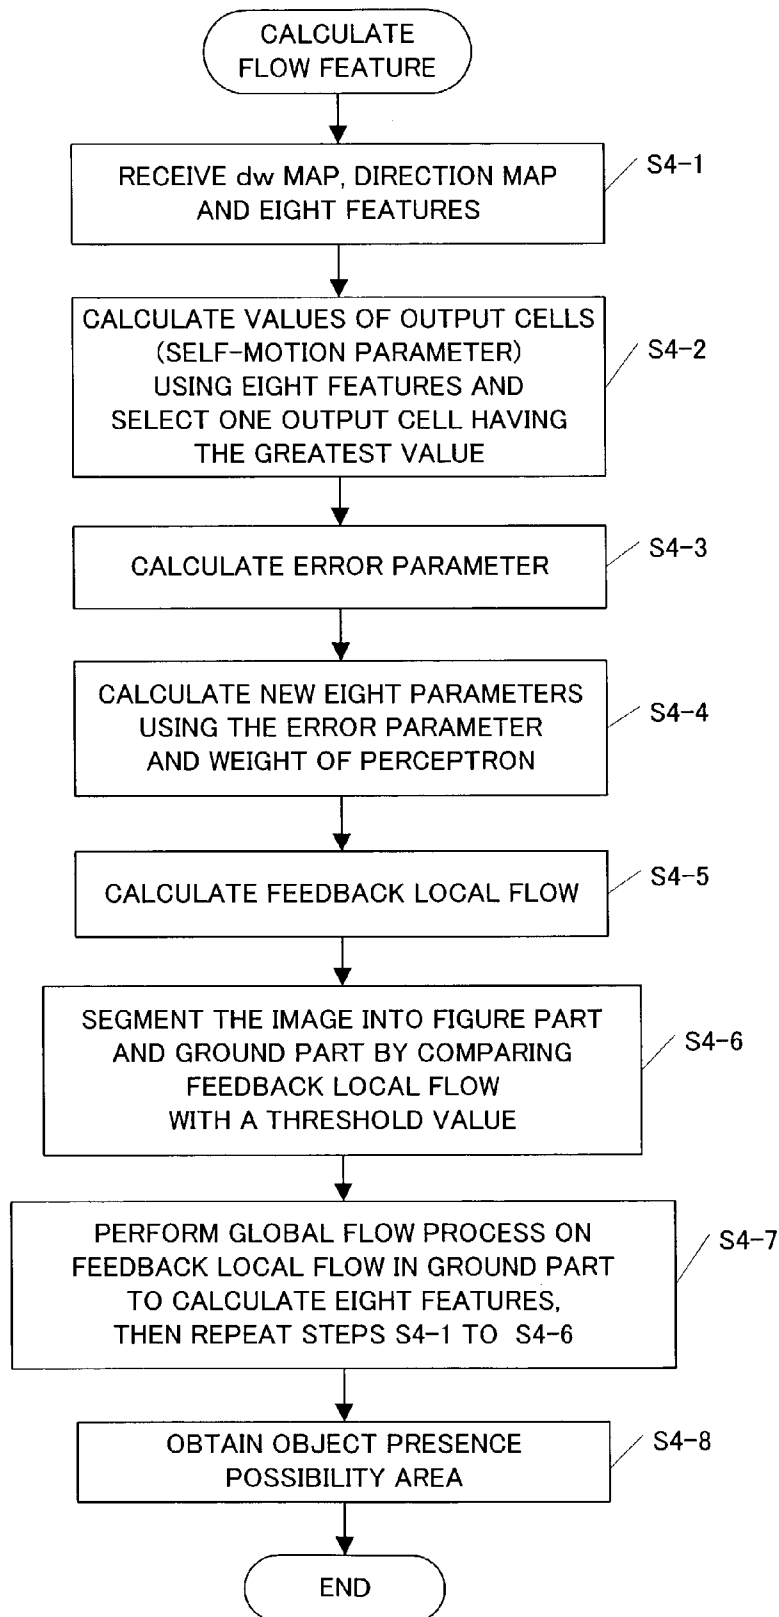 CALCULATE
FLOW FEATURE
RECEIVE dw MAP, DIRECTION MAP
AND EIGHT FEATURES
S4-1
CALCULATE VALUES OF OUTPUT CELLS
(SELF-MOTION PARAMETER)
USING EIGHT FEATURES AND
SELECT ONE OUTPUT CELL HAVING
THE GREATEST VALUE
S4-2
CALCULATE ERROR PARAMETER
S4-3
CALCULATE NEW EIGHT PARAMETERS
USING THE ERROR PARAMETER
AND WEIGHT OF PERCEPTRON
S4-4
CALCULATE FEEDBACK LOCAL FLOW
S4-5
SEGMENT THE IMAGE INTO FIGURE PART
AND GROUND PART BY COMPARING
FEEDBACK LOCAL FLOW
WITH A THRESHOLD VALUE
S4-6
PERFORM GLOBAL FLOW PROCESS ON
FEEDBACK LOCAL FLOW IN GROUND PART
TO CALCULATE EIGHT FEATURES,
THEN REPEAT STEPS S4-1 TO S4-6
S4-7
OBTAIN OBJECT PRESENCE
POSSIBILITY AREA
S4-8
END